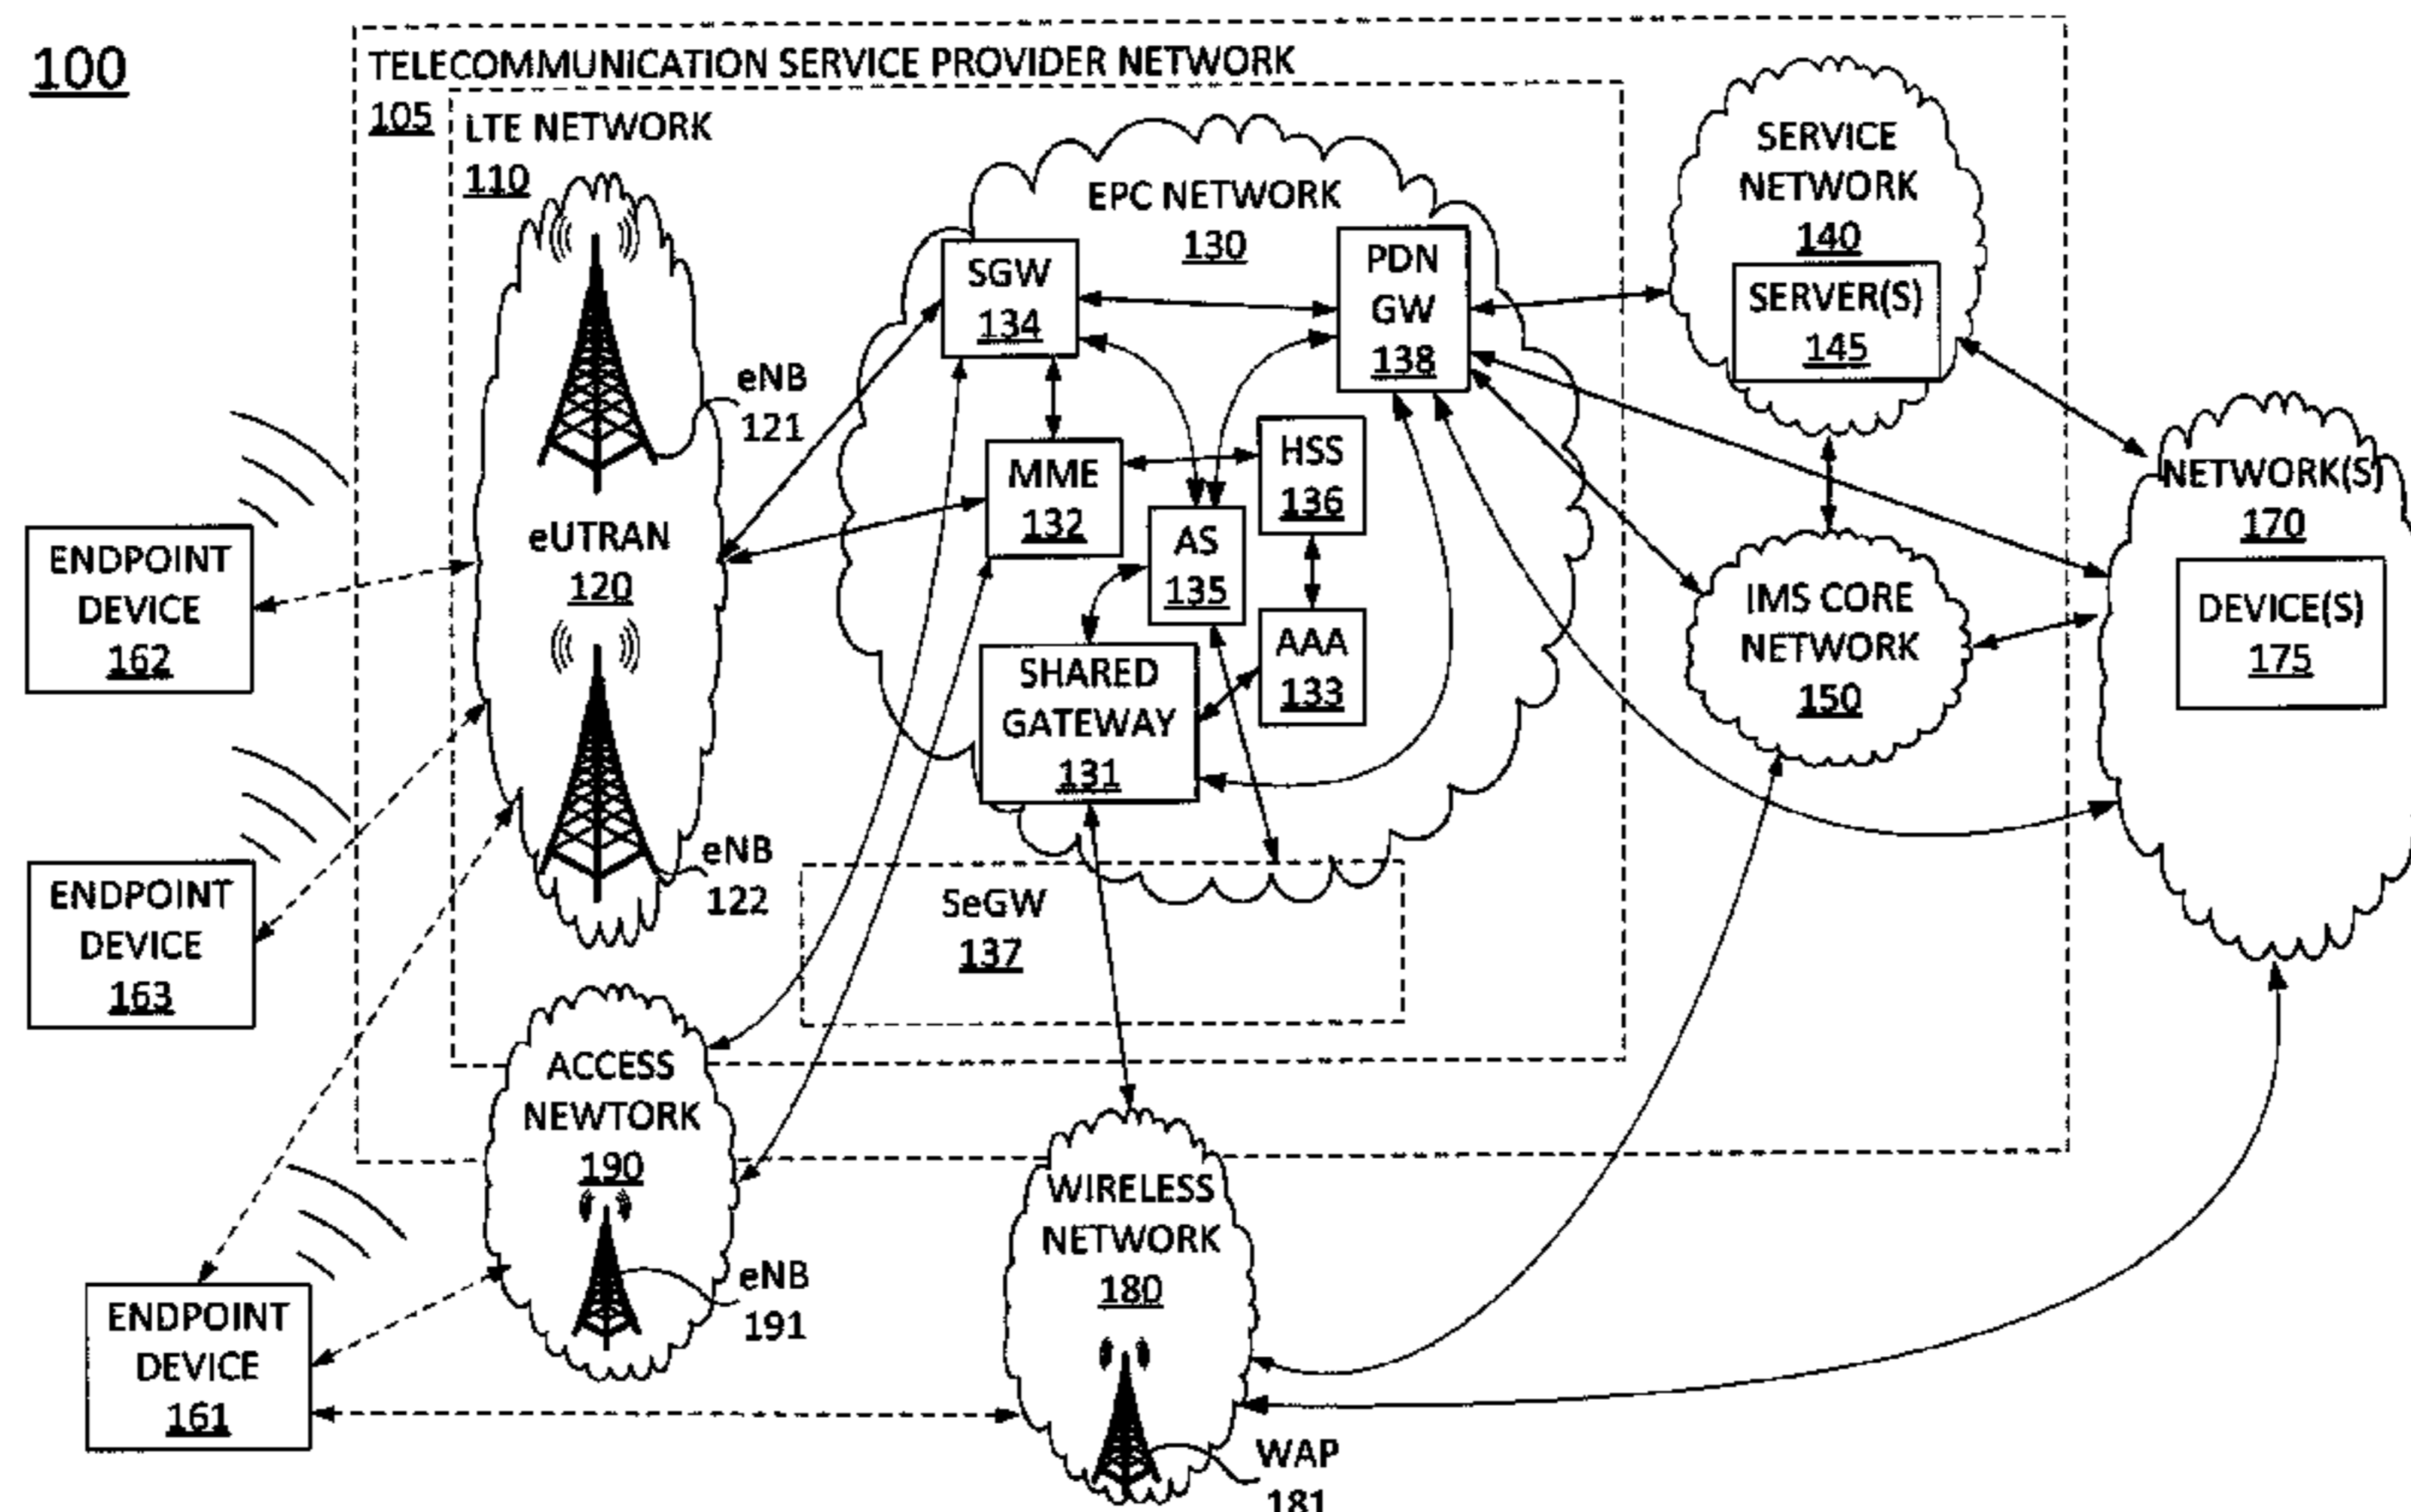 100
TELECOMMUNICATION SERVICE PROVIDER NETWORK
105
LTE NETWORK
110
EPC NETWORK
130
SGW
134
PDN
GW
138
SERVICE
NETWORK
140
SERVER(S)
145
eNB
121
MME
132
HSS
136
AS
135
AAA
133
SHARED
GATEWAY
131
eUTRAN
120
eNB
122
IMS CORE
NETWORK
150
NETWORK(S)
170
DEVICE(S)
175
ENDPOINT
DEVICE
162
ENDPOINT
DEVICE
163
SeGW
137
ACCESS
NEWTORK
190
eNB
191
WIRELESS
NETWORK
180
WAP
181
ENDPOINT
DEVICE
161